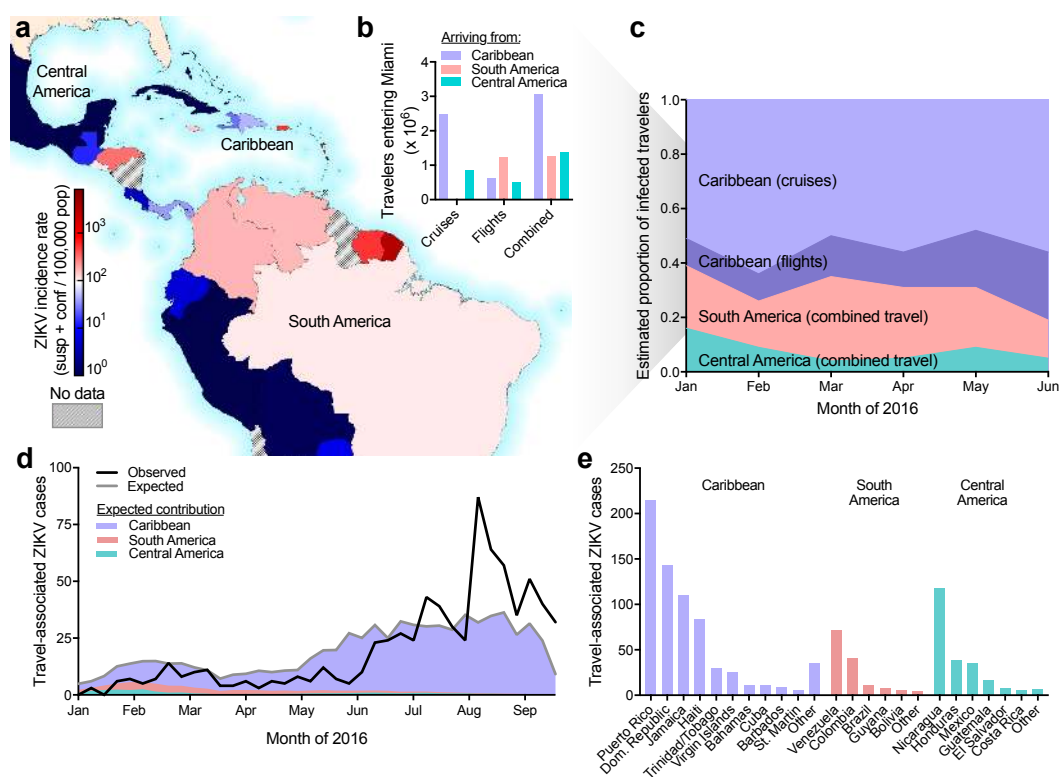 a
Central
America
Caribbean
South America
ZIKV incidence rate
(susp + conf / 100,000 pop)
10³
10²
10¹
10⁰
No data
b
Arriving from:
Caribbean
South America
Central America
Travelers entering Miami
(x 10⁶)
4
3
2
1
0
Cruises
Flights
Combined
c
Estimated proportion of infected travelers
1.0
0.8
0.6
0.4
0.2
0.0
Caribbean (cruises)
Caribbean (flights)
South America (combined travel)
Central America (combined travel)
Jan Feb Mar Apr May Jun
Month of 2016
d
Travel-associated ZIKV cases
100
75
50
25
0
Observed
Expected
Expected contribution
Caribbean
South America
Central America
Jan Feb Mar Apr May Jun Jul Aug Sep
Month of 2016
e
Travel-associated ZIKV cases
250
200
150
100
50
0
Caribbean
South
America
Central
America
Puerto Rico
Dom. Republic
Jamaica
Haiti
Trinidad/Tobago
Virgin Islands
Bahamas
Cuba
Barbados
St. Martin
Other
Venezuela
Colombia
Brazil
Guyana
Bolivia
Other
Nicaragua
Honduras
Mexico
Guatemala
El Salvador
Costa Rica
Other